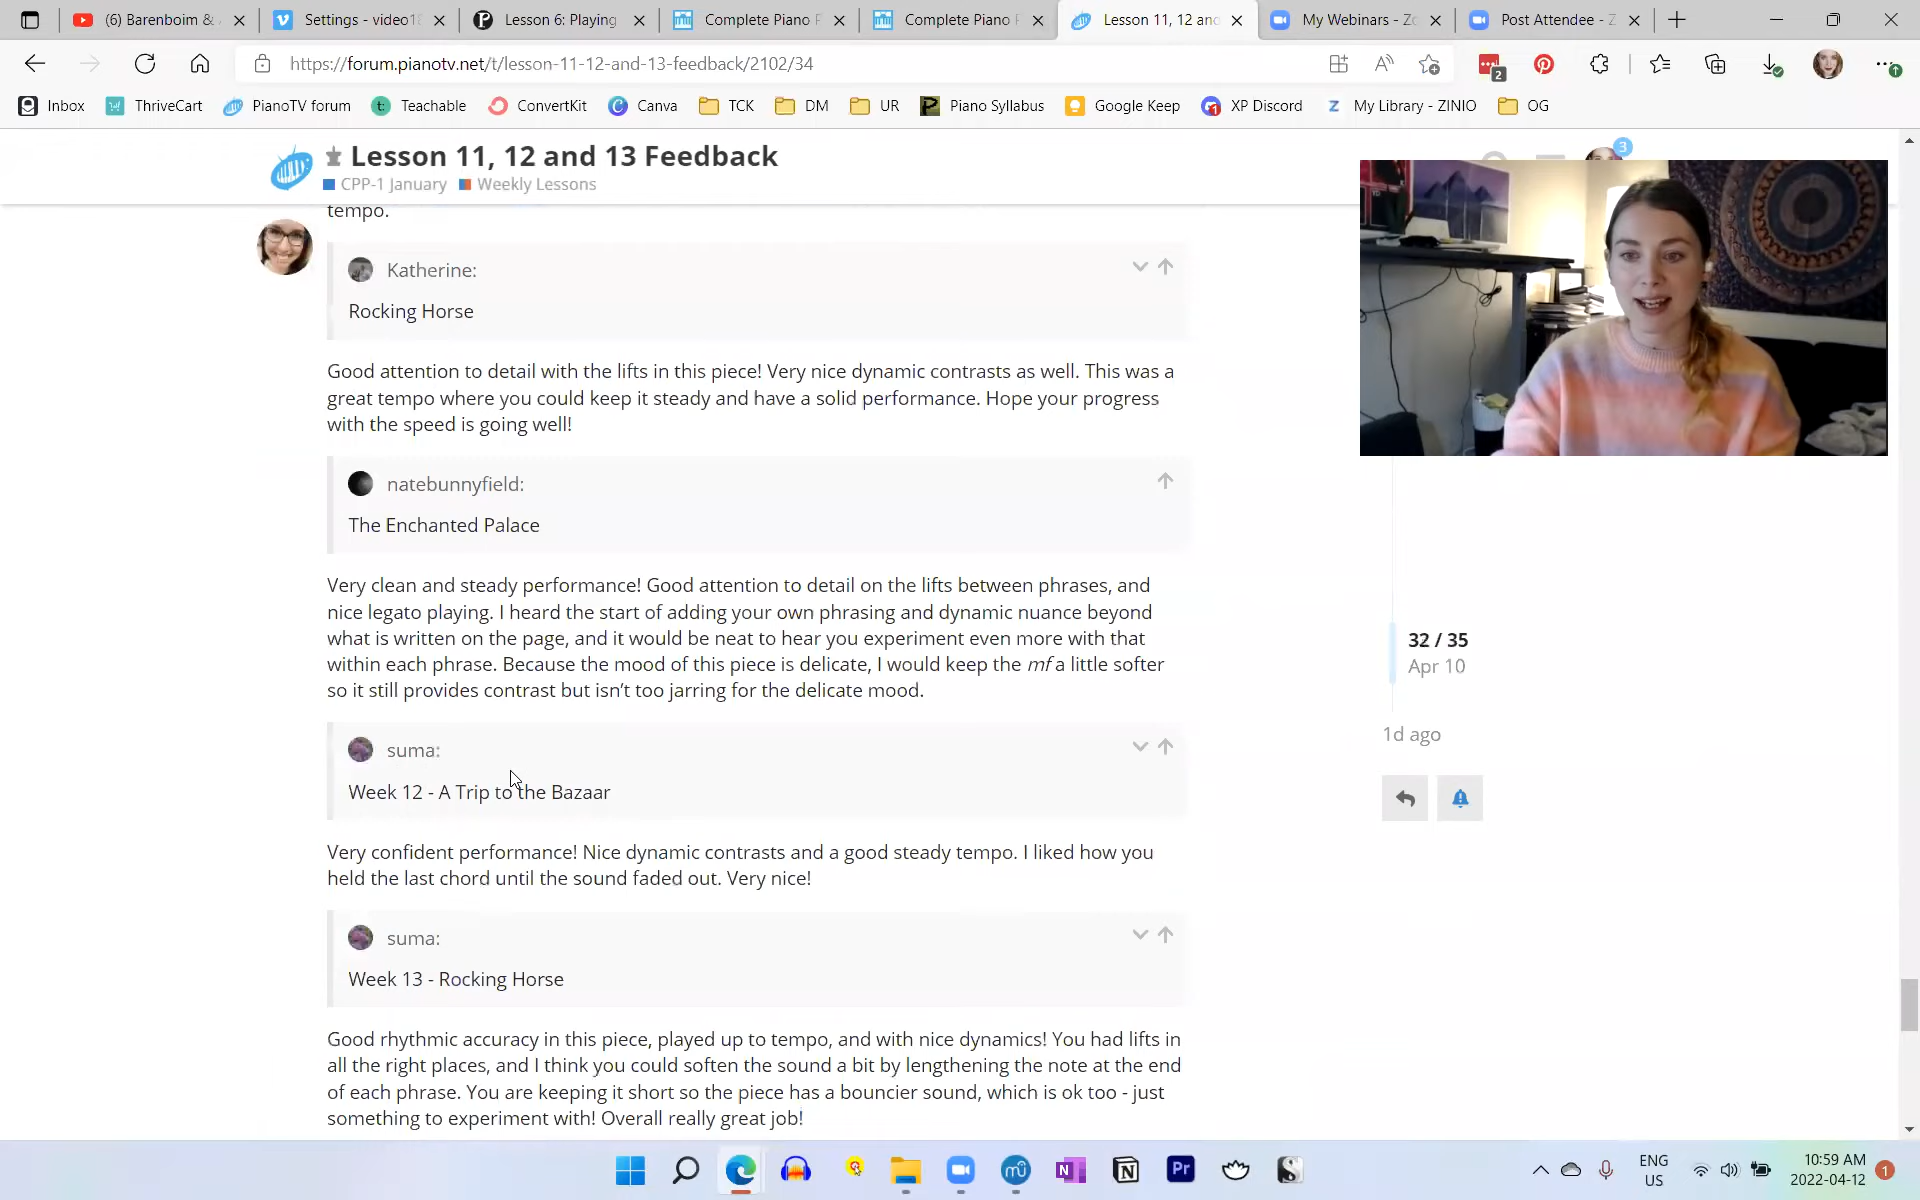 (6) Barenboim &
Settings - video1
Lesson 6: Playing
Complete Piano
Complete Piano
Lesson 11, 12 and
My Webinars - Zo
Post Attendee - Z
https://forum.pianotv.net/t/lesson-11-12-and-13-feedback/2102/34
2
Inbox
ThriveCart
PianoTV forum
Teachable
ConvertKit
Canva
TCK
DM
UR
Piano Syllabus
Google Keep
XP Discord
My Library - ZINIO
OG
Lesson 11, 12 and 13 Feedback
3
CPP-1 January Weekly Lessons
tempo.
Katherine:
Rocking Horse
Good attention to detail with the lifts in this piece! Very nice dynamic contrasts as well. This was a
great tempo where you could keep it steady and have a solid performance. Hope your progress
with the speed is going well!
natebunnyfield:
The Enchanted Palace
Very clean and steady performance! Good attention to detail on the lifts between phrases, and
nice legato playing. I heard the start of adding your own phrasing and dynamic nuance beyond
what is written on the page, and it would be neat to hear you experiment even more with that
within each phrase. Because the mood of this piece is delicate, I would keep the mf a little softer
so it still provides contrast but isn't too jarring for the delicate mood.
32 / 35
Apr 10
1d ago
suma:
Week 12 - A Trip to the Bazaar
Very confident performance! Nice dynamic contrasts and a good steady tempo. I liked how you
held the last chord until the sound faded out. Very nice!
suma:
Week 13 - Rocking Horse
Good rhythmic accuracy in this piece, played up to tempo, and with nice dynamics! You had lifts in
all the right places, and I think you could soften the sound a bit by lengthening the note at the end
of each phrase. You are keeping it short so the piece has a bouncier sound, which is ok too - just
something to experiment with! Overall really great job!
Pr
ENG
US
10:59 AM
2022-04-12
1